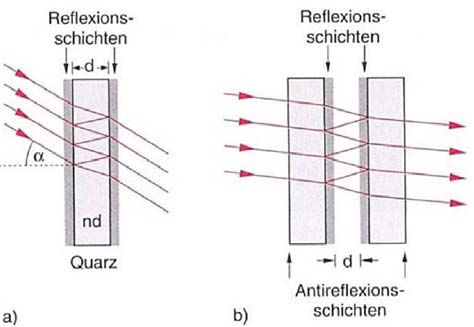 Reflexions-
schichten
d
α
nd
Quarz
a)
Reflexions-
schichten
d
Antireflexions-
schichten
b)